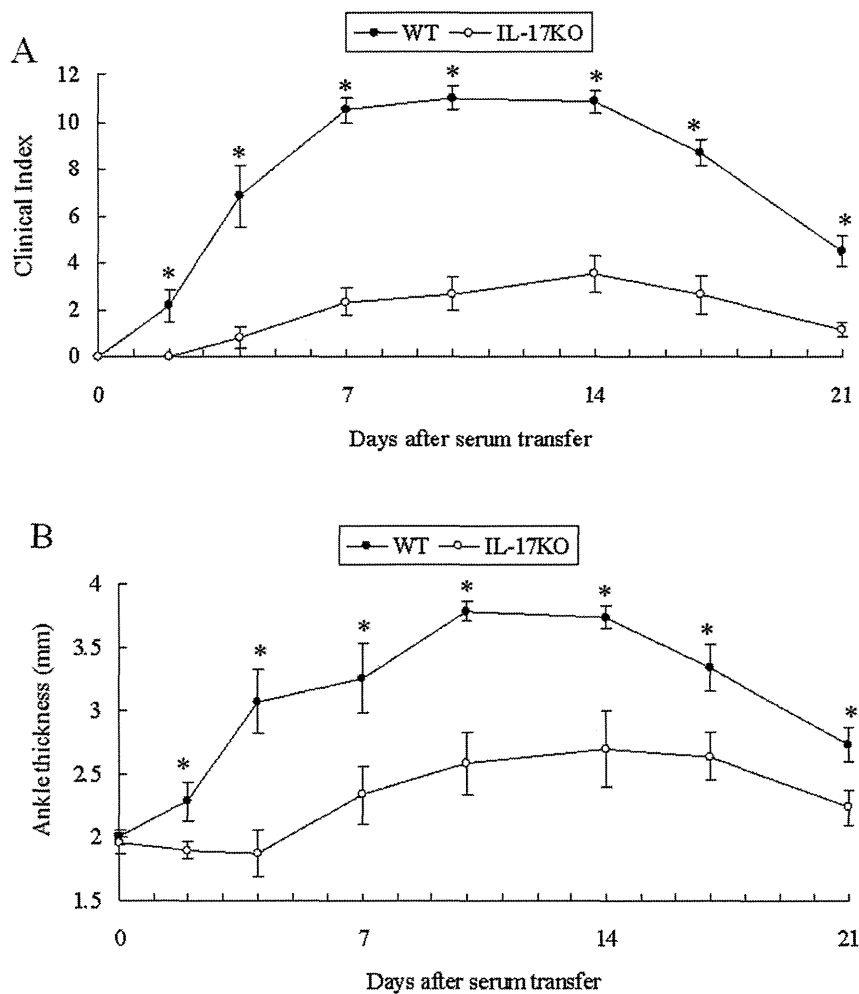 WT IL-17KO
A
12
10
8
6
4
2
0
Clinical Index
* * * * * * *
0 7 14 21
Days after serum transfer
B
WT IL-17KO
4
3.5
3
2.5
2
1.5
Ankle thickness (mm)
* * * * * * *
0 7 14 21
Days after serum transfer